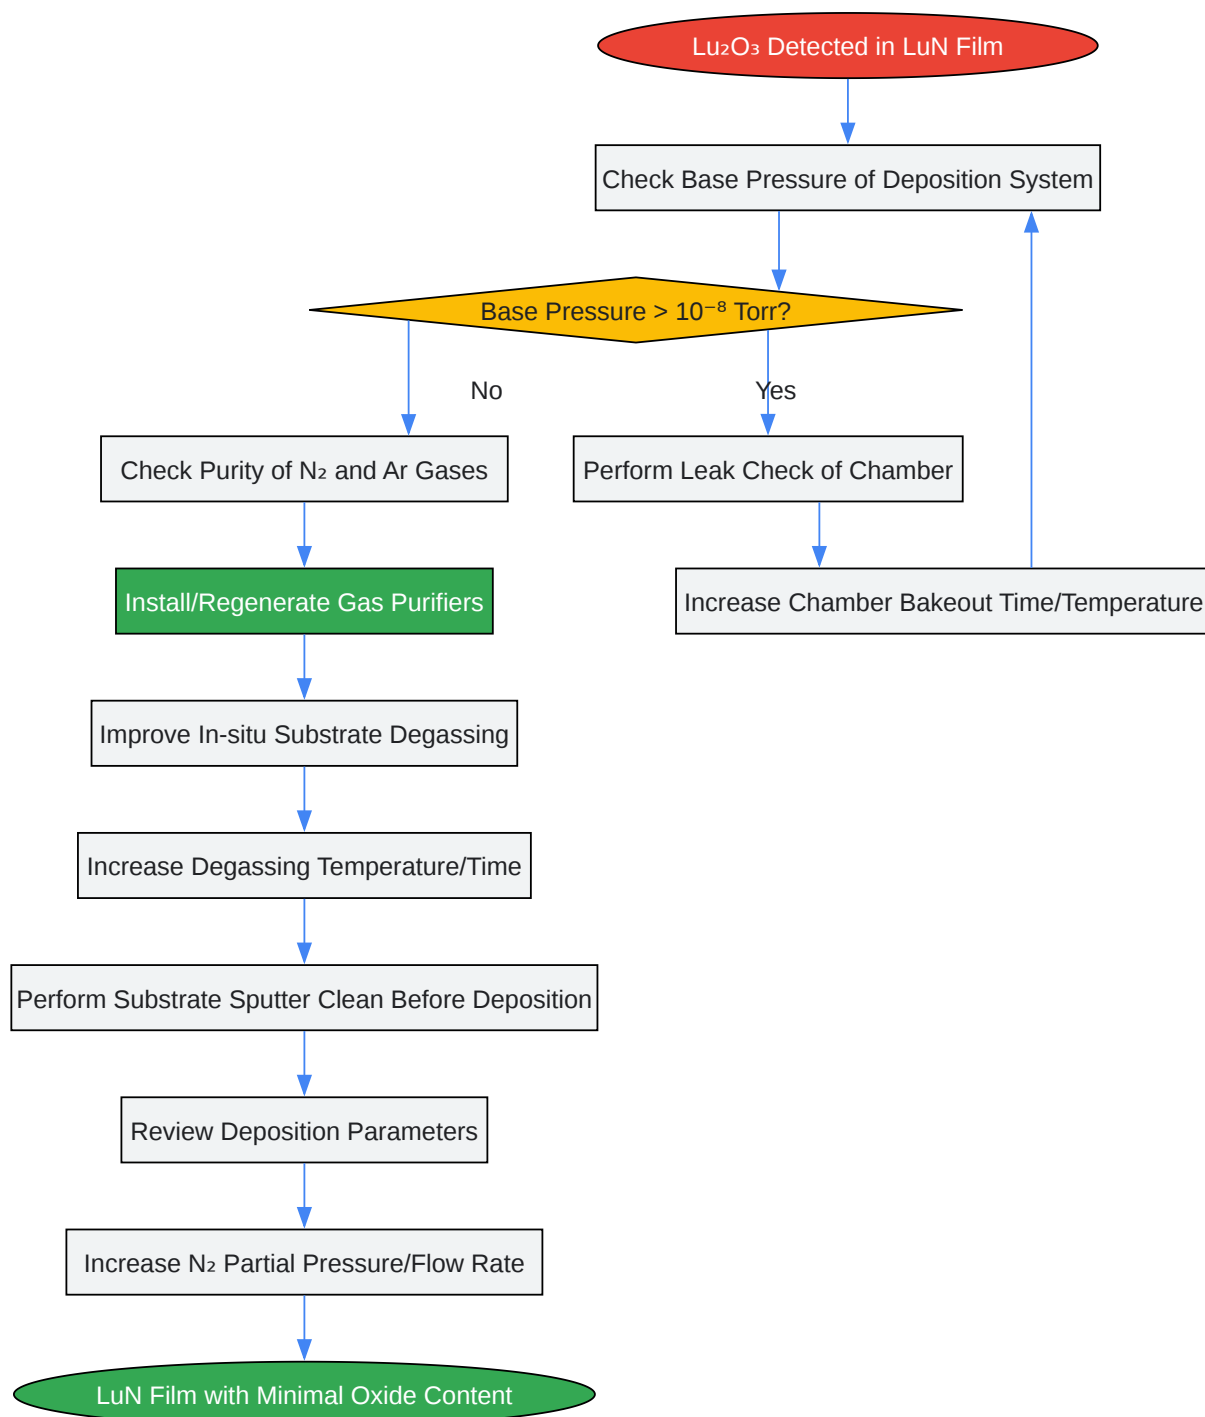 Lu₂O₃ Detected in LuN Film
Check Base Pressure of Deposition System
Base Pressure > 10⁻⁸ Torr?
No
Yes
Check Purity of N₂ and Ar Gases
Perform Leak Check of Chamber
Install/Regenerate Gas Purifiers
Increase Chamber Bakeout Time/Temperature
Improve In-situ Substrate Degassing
Increase Degassing Temperature/Time
Perform Substrate Sputter Clean Before Deposition
Review Deposition Parameters
Increase N₂ Partial Pressure/Flow Rate
LuN Film with Minimal Oxide Content